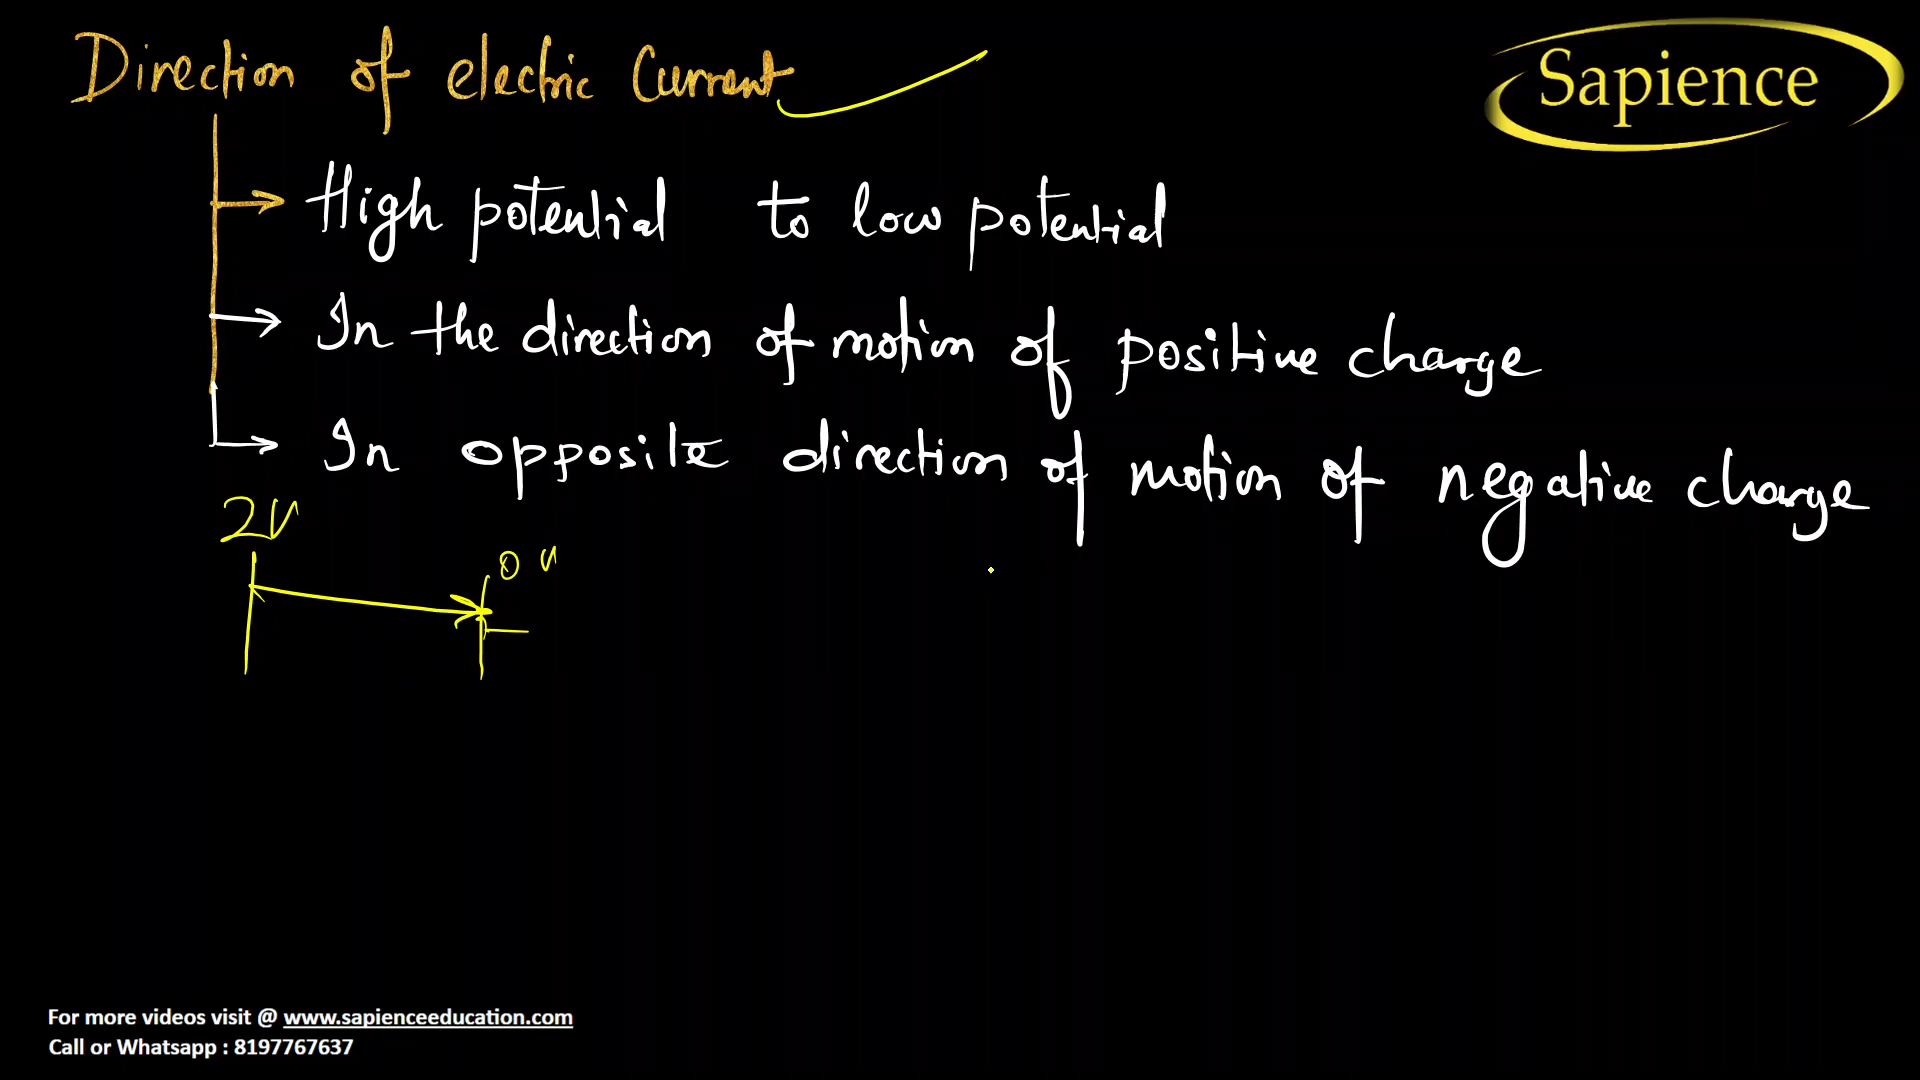 Direction of electric Current
Sapience
High potential to low potential
In the direction of motion of positive charge
In opposite direction of motion of negative charge
2V
0 V
For more videos visit @ www.sapienceeducation.com
Call or Whatsapp : 8197767637